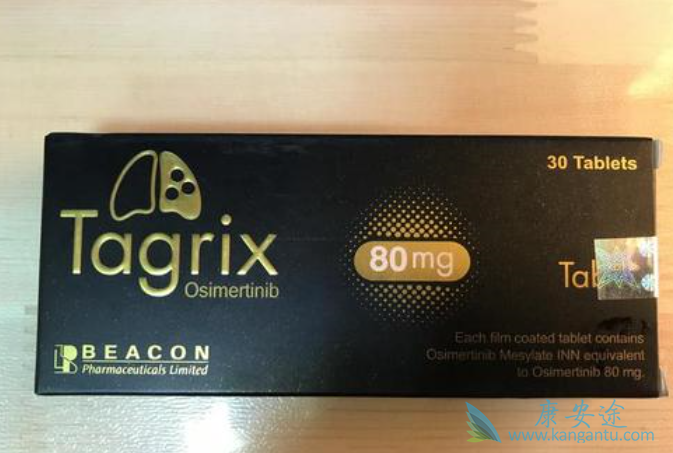 30 Tablets
Tagrix
Osimertinib
80mg
BEACON
Pharmaceuticals Limited
Each film coated tablet contains
Osimertinib Mesylate INN equivalent
to Osimertinib 80 mg.
康安途
www.kangantu.com